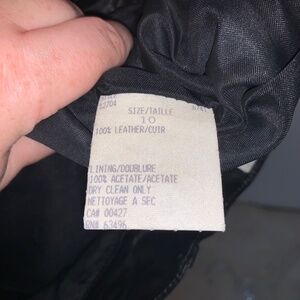 SIZE/TAILLE
10
100% LEATHER/CUIR
LINING/DOUBLURE
100% ACETATE/ACETATE
DRY CLEAN ONLY
NETTOYAGE A SEC
CA# 00427
RN# 63496